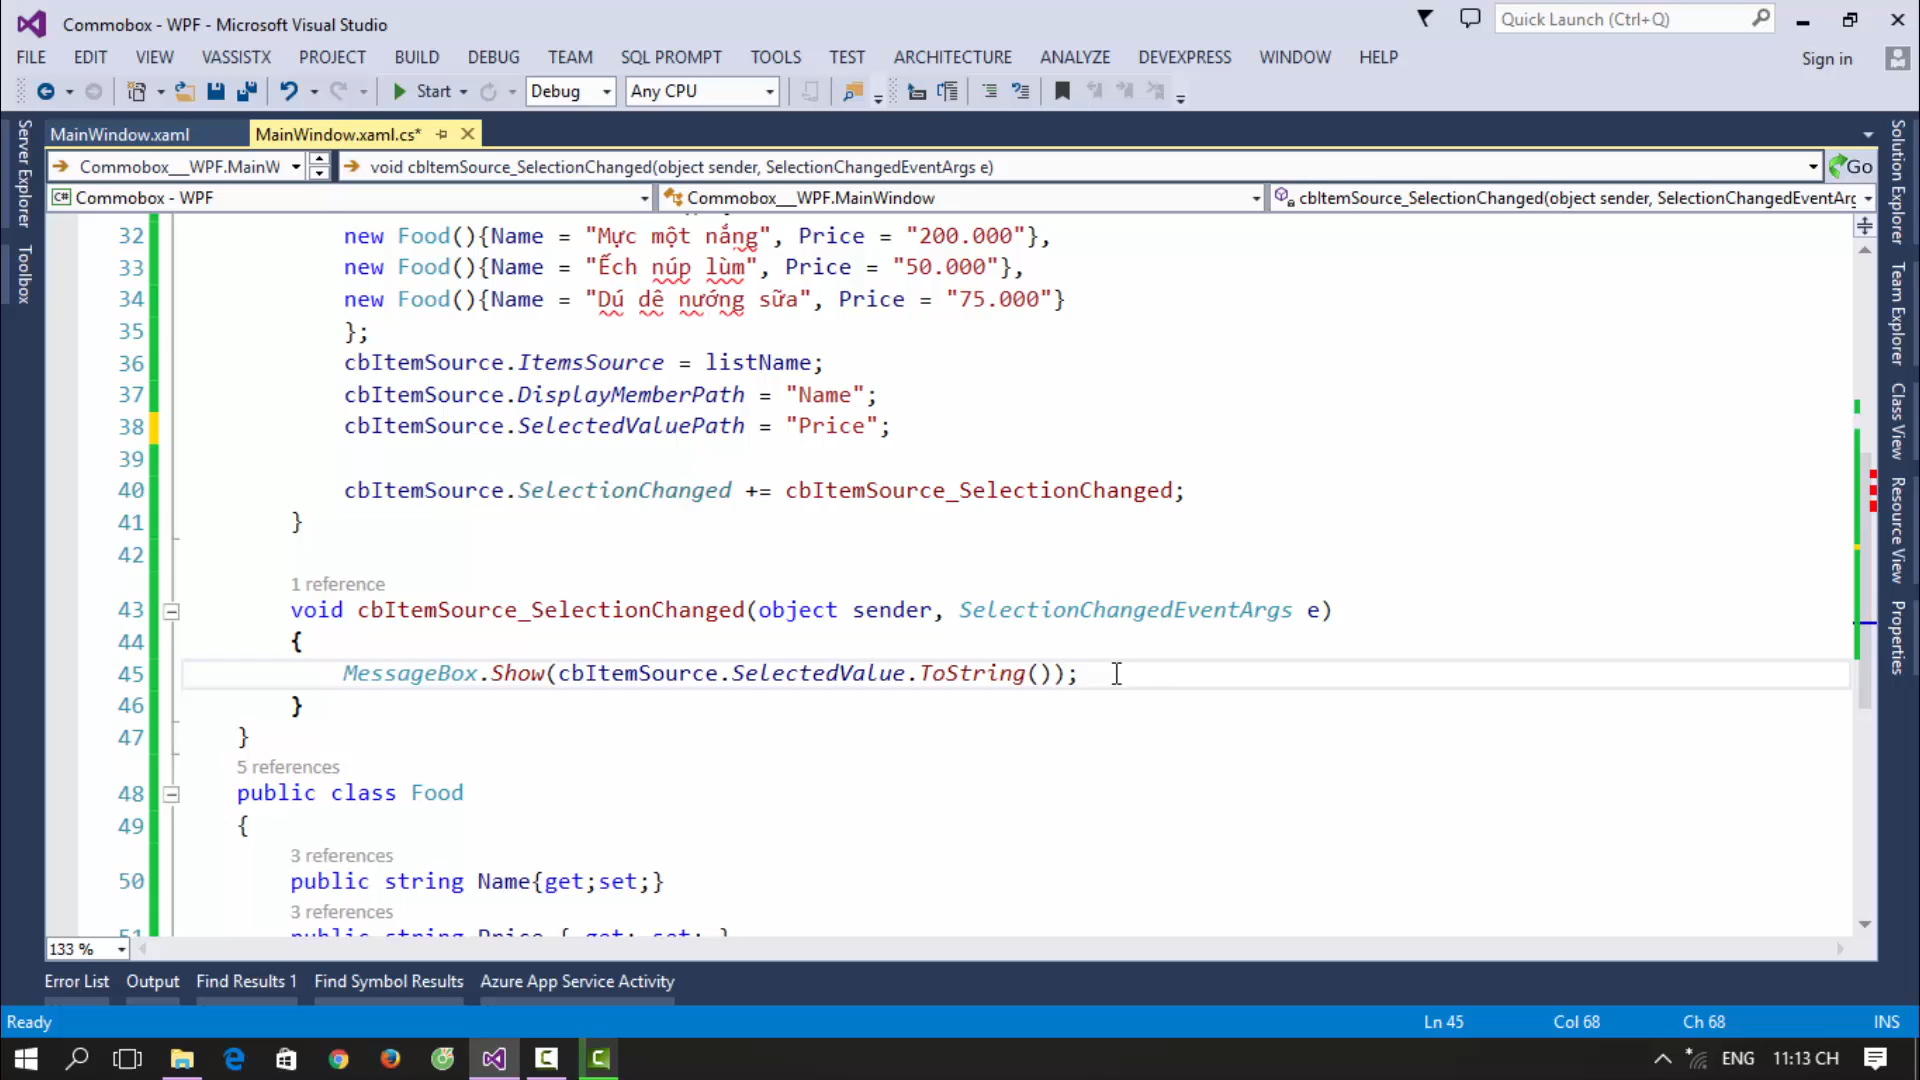 Commobox - WPF - Microsoft Visual Studio
Quick Launch (Ctrl+Q)
FILE EDIT VIEW VASSISTX PROJECT BUILD DEBUG TEAM SQL PROMPT TOOLS TEST ARCHITECTURE ANALYZE DEVEXPRESS WINDOW HELP Sign in
Start Debug Any CPU
MainWindow.xaml MainWindow.xaml.cs*
Commobox__WPF.MainW void cbItemSource_SelectionChanged(object sender, SelectionChangedEventArgs e) Go
Commobox - WPF Commobox__WPF.MainWindow cbItemSource_SelectionChanged(object sender, SelectionChangedEventArg
32 new Food(){Name = "Mực một nắng", Price = "200.000"},
33 new Food(){Name = "Ếch núp lùm", Price = "50.000"},
34 new Food(){Name = "Dú dê nướng sữa", Price = "75.000"}
35 };
36 cbItemSource.ItemsSource = listName;
37 cbItemSource.DisplayMemberPath = "Name";
38 cbItemSource.SelectedValuePath = "Price";
39
40 cbItemSource.SelectionChanged += cbItemSource_SelectionChanged;
41 }
42
1 reference
43 void cbItemSource_SelectionChanged(object sender, SelectionChangedEventArgs e)
44 {
45 MessageBox.Show(cbItemSource.SelectedValue.ToString());
46 }
47 }
5 references
48 public class Food
49 {
3 references
50 public string Name{get;set;}
3 references
51 public string Price { get; set; }
133 %
Server Explorer
Toolbox
Solution Explorer
Team Explorer
Class View
Resource View
Properties
Error List Output Find Results 1 Find Symbol Results Azure App Service Activity
Ready Ln 45 Col 68 Ch 68 INS
ENG 11:13 CH